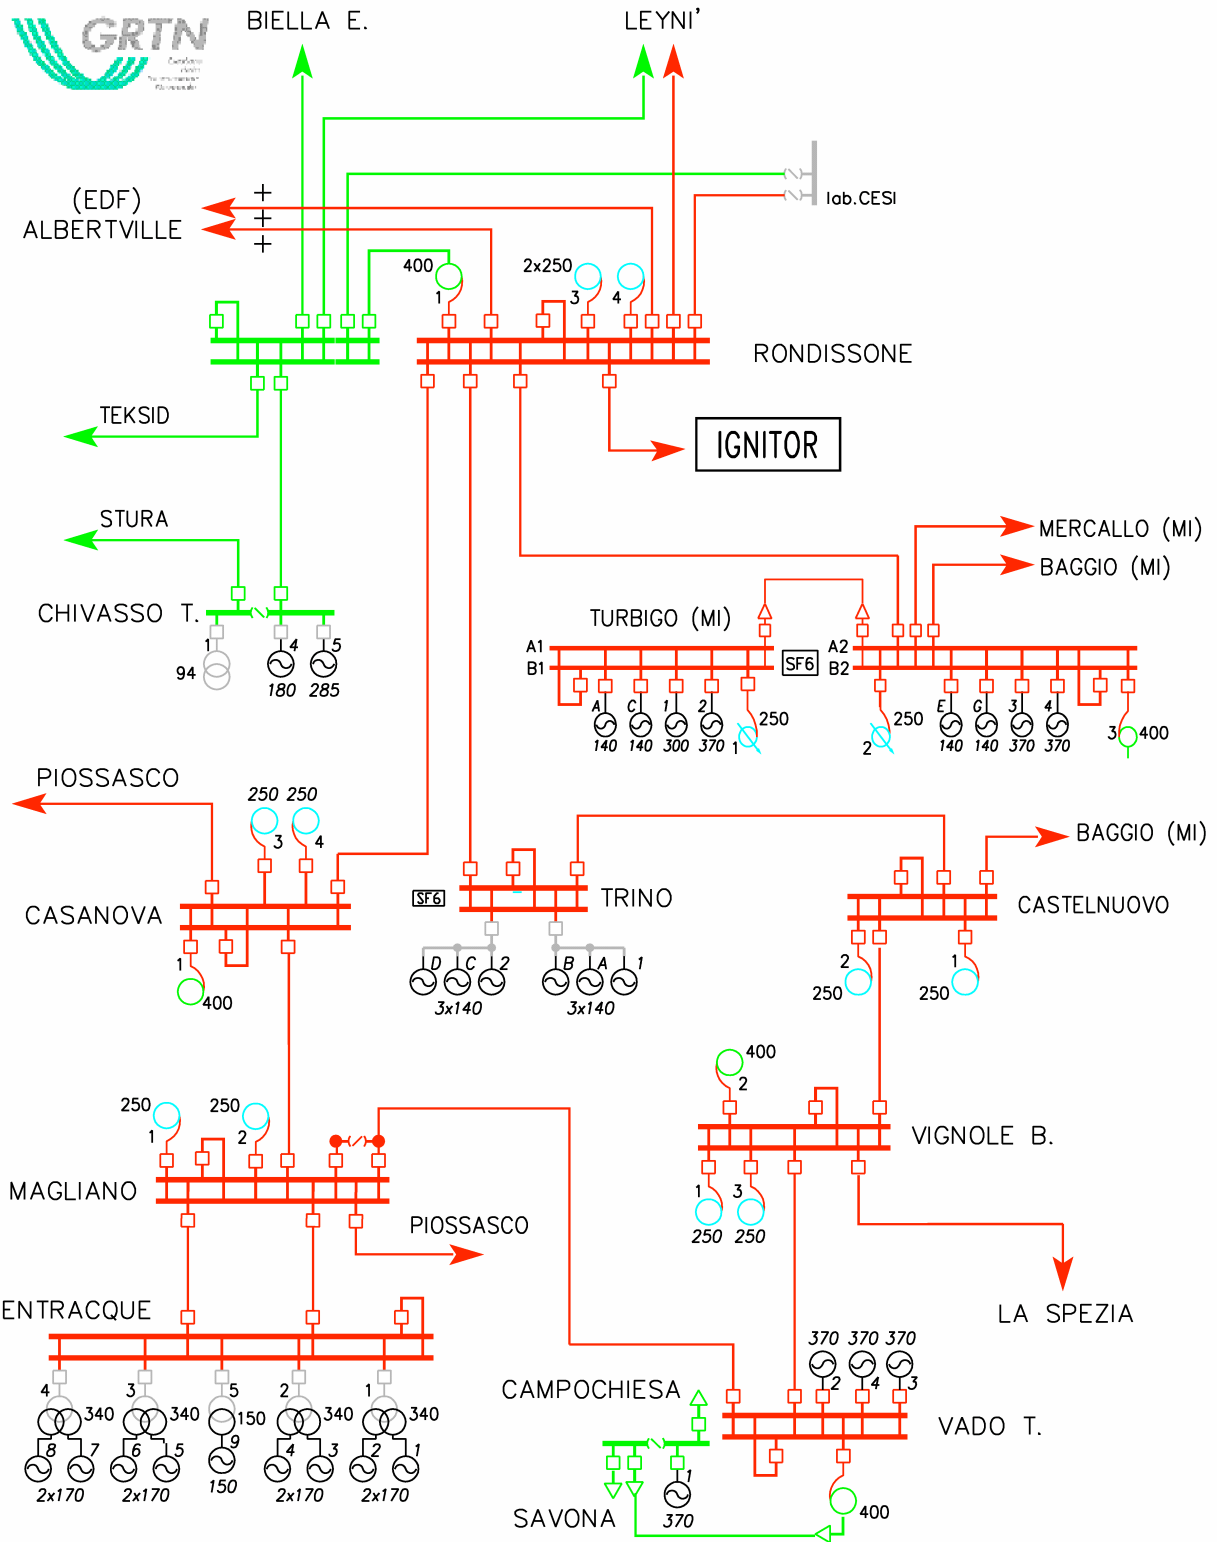 GRTN
BIELLA E.
LEYNI'
(EDF)
ALBERTVILLE
+
+
+
lab.CESI
400
1
2x250
3
4
RONDISSONE
TEKSID
IGNITOR
STURA
MERCALLO (MI)
BAGGIO (MI)
CHIVASSO T.
1
94
4
180
5
285
TURBIGO (MI)
A1
B1
SF6
A2
B2
A
140
C
140
1
300
2
370
250
1
250
2
E
140
G
140
3
370
4
370
3
400
PIOSSASCO
250
250
3
4
CASANOVA
1
400
SF6
TRINO
D
C
2
3x140
B
A
1
3x140
BAGGIO (MI)
CASTELNUOVO
2
250
1
250
400
2
VIGNOLE B.
1
250
3
250
LA SPEZIA
250
1
250
2
MAGLIANO
PIOSSASCO
ENTRACQUE
4
340
8
7
2x170
3
340
6
5
2x170
5
150
9
150
2
340
4
3
2x170
1
340
2
1
2x170
370
370
370
2
4
3
VADO T.
400
CAMPOCHIESA
1
370
SAVONA